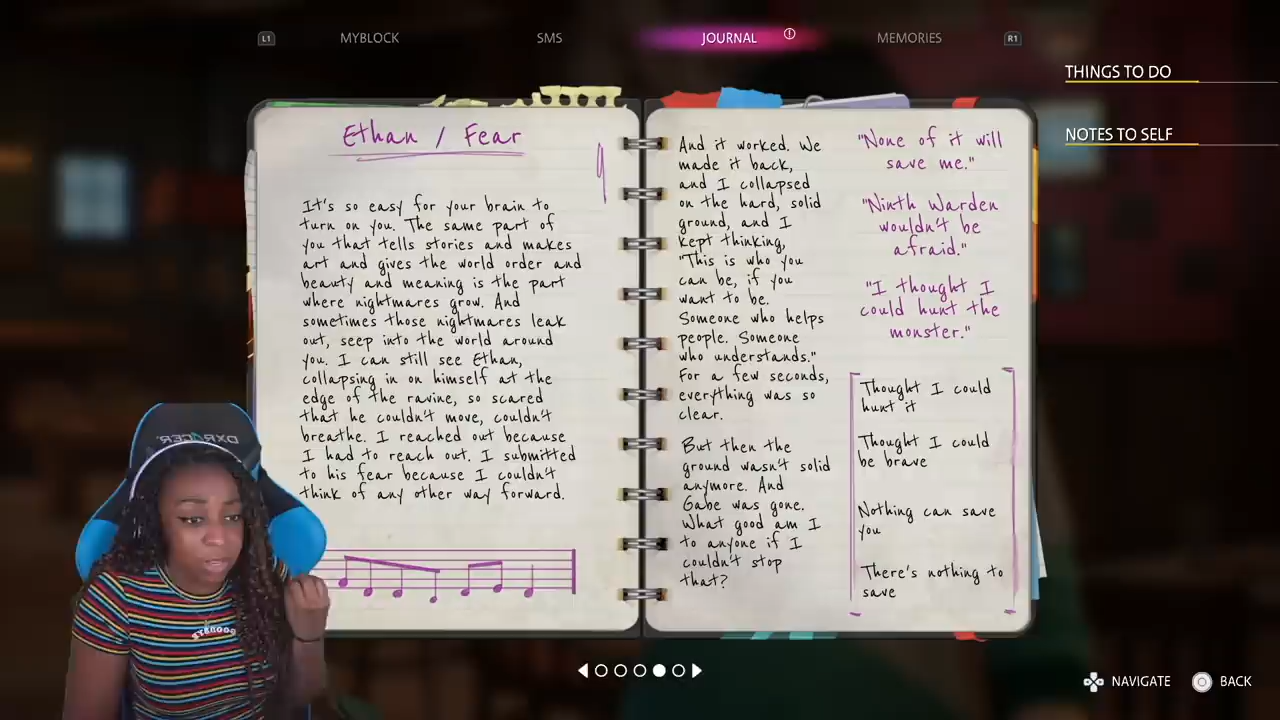 L1
MYBLOCK
SMS
JOURNAL
MEMORIES
R1
THINGS TO DO
NOTES TO SELF
Ethan / Fear
It's so easy for your brain to
turn on you. The same part of
you that tells stories and makes
art and gives the world order and
beauty and meaning is the part
where nightmares grow. And
sometimes those nightmares leak
out, seep into the world around
you. I can still see Ethan,
collapsing in on himself at the
edge of the ravine, so scared
that he couldn't move, couldn't
breathe. I reached out because
I had to reach out. I submitted
to his fear because I couldn't
think of any other way forward.
And it worked. We
made it back,
and I collapsed
on the hard, solid
ground, and I
kept thinking,
"This is who you
can be, if you
want to be.
Someone who helps
people. Someone
who understands."
For a few seconds,
everything was so
clear.
But then the
ground wasn't solid
anymore. And
Gabe was gone.
What good am I
to anyone if I
couldn't stop
that?
"None of it will
save me."
"Ninth Warden
wouldn't be
afraid."
"I thought I
could hunt the
monster."
Thought I could
hunt it
Thought I could
be brave
Nothing can save
you
There's nothing to
save
DXRACER
NAVIGATE
BACK